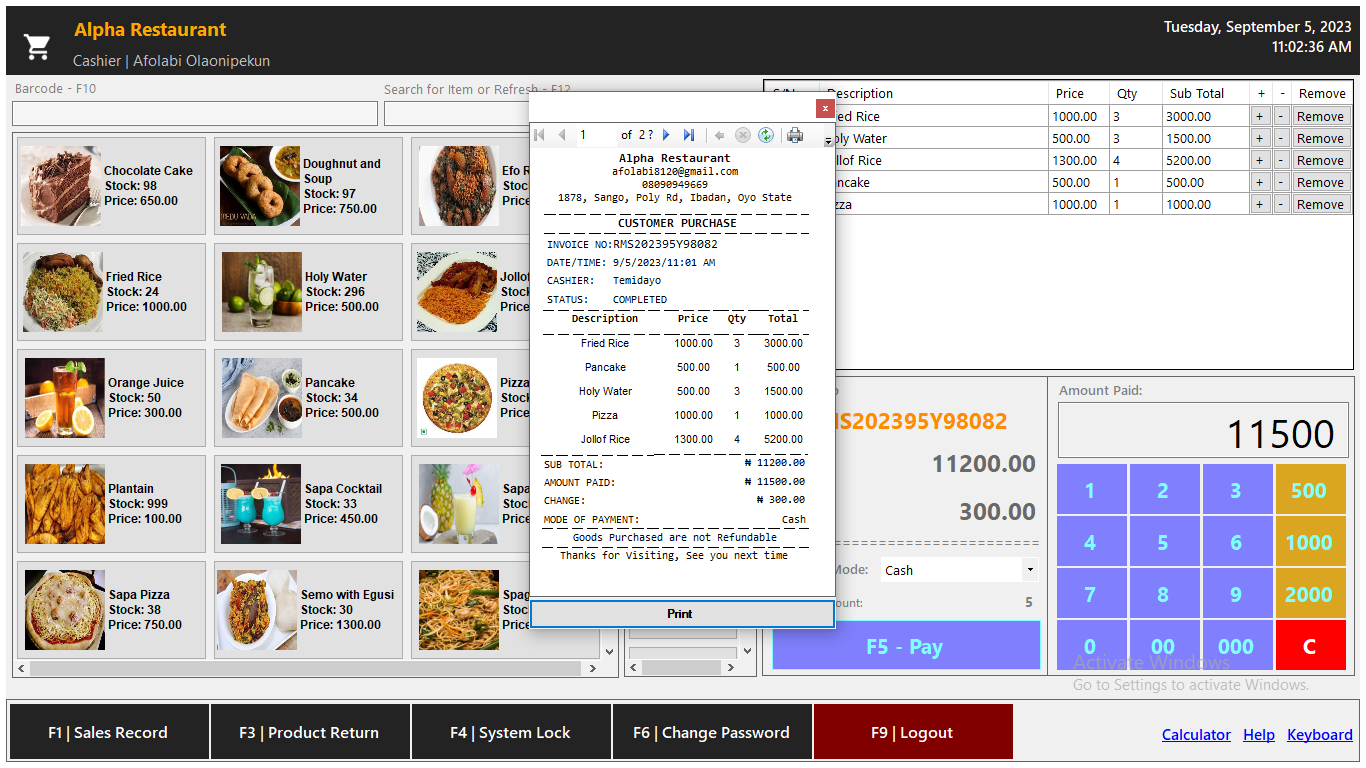 Alpha Restaurant
Cashier | Afolabi Olaonipekun
Tuesday, September 5, 2023
11:02:36 AM
Barcode - F10
Search for Item or Refresh - F12
Chocolate Cake
Stock: 98
Price: 650.00
Doughnut and
Soup
Stock: 97
Price: 750.00
Efo R
Stoc
Price
Fried Rice
Stock: 24
Price: 1000.00
Holy Water
Stock: 296
Price: 500.00
Jollo
Stoc
Price
Orange Juice
Stock: 50
Price: 300.00
Pancake
Stock: 34
Price: 500.00
Pizza
Stoc
Price
Plantain
Stock: 999
Price: 100.00
Sapa Cocktail
Stock: 33
Price: 450.00
Sapa
Stoc
Price
Sapa Pizza
Stock: 38
Price: 750.00
Semo with Egusi
Stock: 30
Price: 1300.00
Spag
Stoc
Price
x
1 of 2 ?
Alpha Restaurant
afolabi8120@gmail.com
08090949669
1878, Sango, Poly Rd, Ibadan, Oyo State
CUSTOMER PURCHASE
INVOICE NO:RMS202395Y98082
DATE/TIME: 9/5/2023/11:01 AM
CASHIER: Temidayo
STATUS: COMPLETED
Description Price Qty Total
Fried Rice 1000.00 3 3000.00
Pancake 500.00 1 500.00
Holy Water 500.00 3 1500.00
Pizza 1000.00 1 1000.00
Jollof Rice 1300.00 4 5200.00
SUB TOTAL: ₦ 11200.00
AMOUNT PAID: ₦ 11500.00
CHANGE: ₦ 300.00
MODE OF PAYMENT: Cash
Goods Purchased are not Refundable
Thanks for Visiting, See you next time
Print
Description Price Qty Sub Total + - Remove
ed Rice 1000.00 3 3000.00 + - Remove
ly Water 500.00 3 1500.00 + - Remove
llof Rice 1300.00 4 5200.00 + - Remove
ncake 500.00 1 500.00 + - Remove
zza 1000.00 1 1000.00 + - Remove
MS202395Y98082
11200.00
300.00
Mode: Cash
ount: 5
F5 - Pay
Amount Paid:
11500
1 2 3 500
4 5 6 1000
7 8 9 2000
0 00 000 C
Activate Windows
Go to Settings to activate Windows.
F1 | Sales Record
F3 | Product Return
F4 | System Lock
F6 | Change Password
F9 | Logout
Calculator Help Keyboard